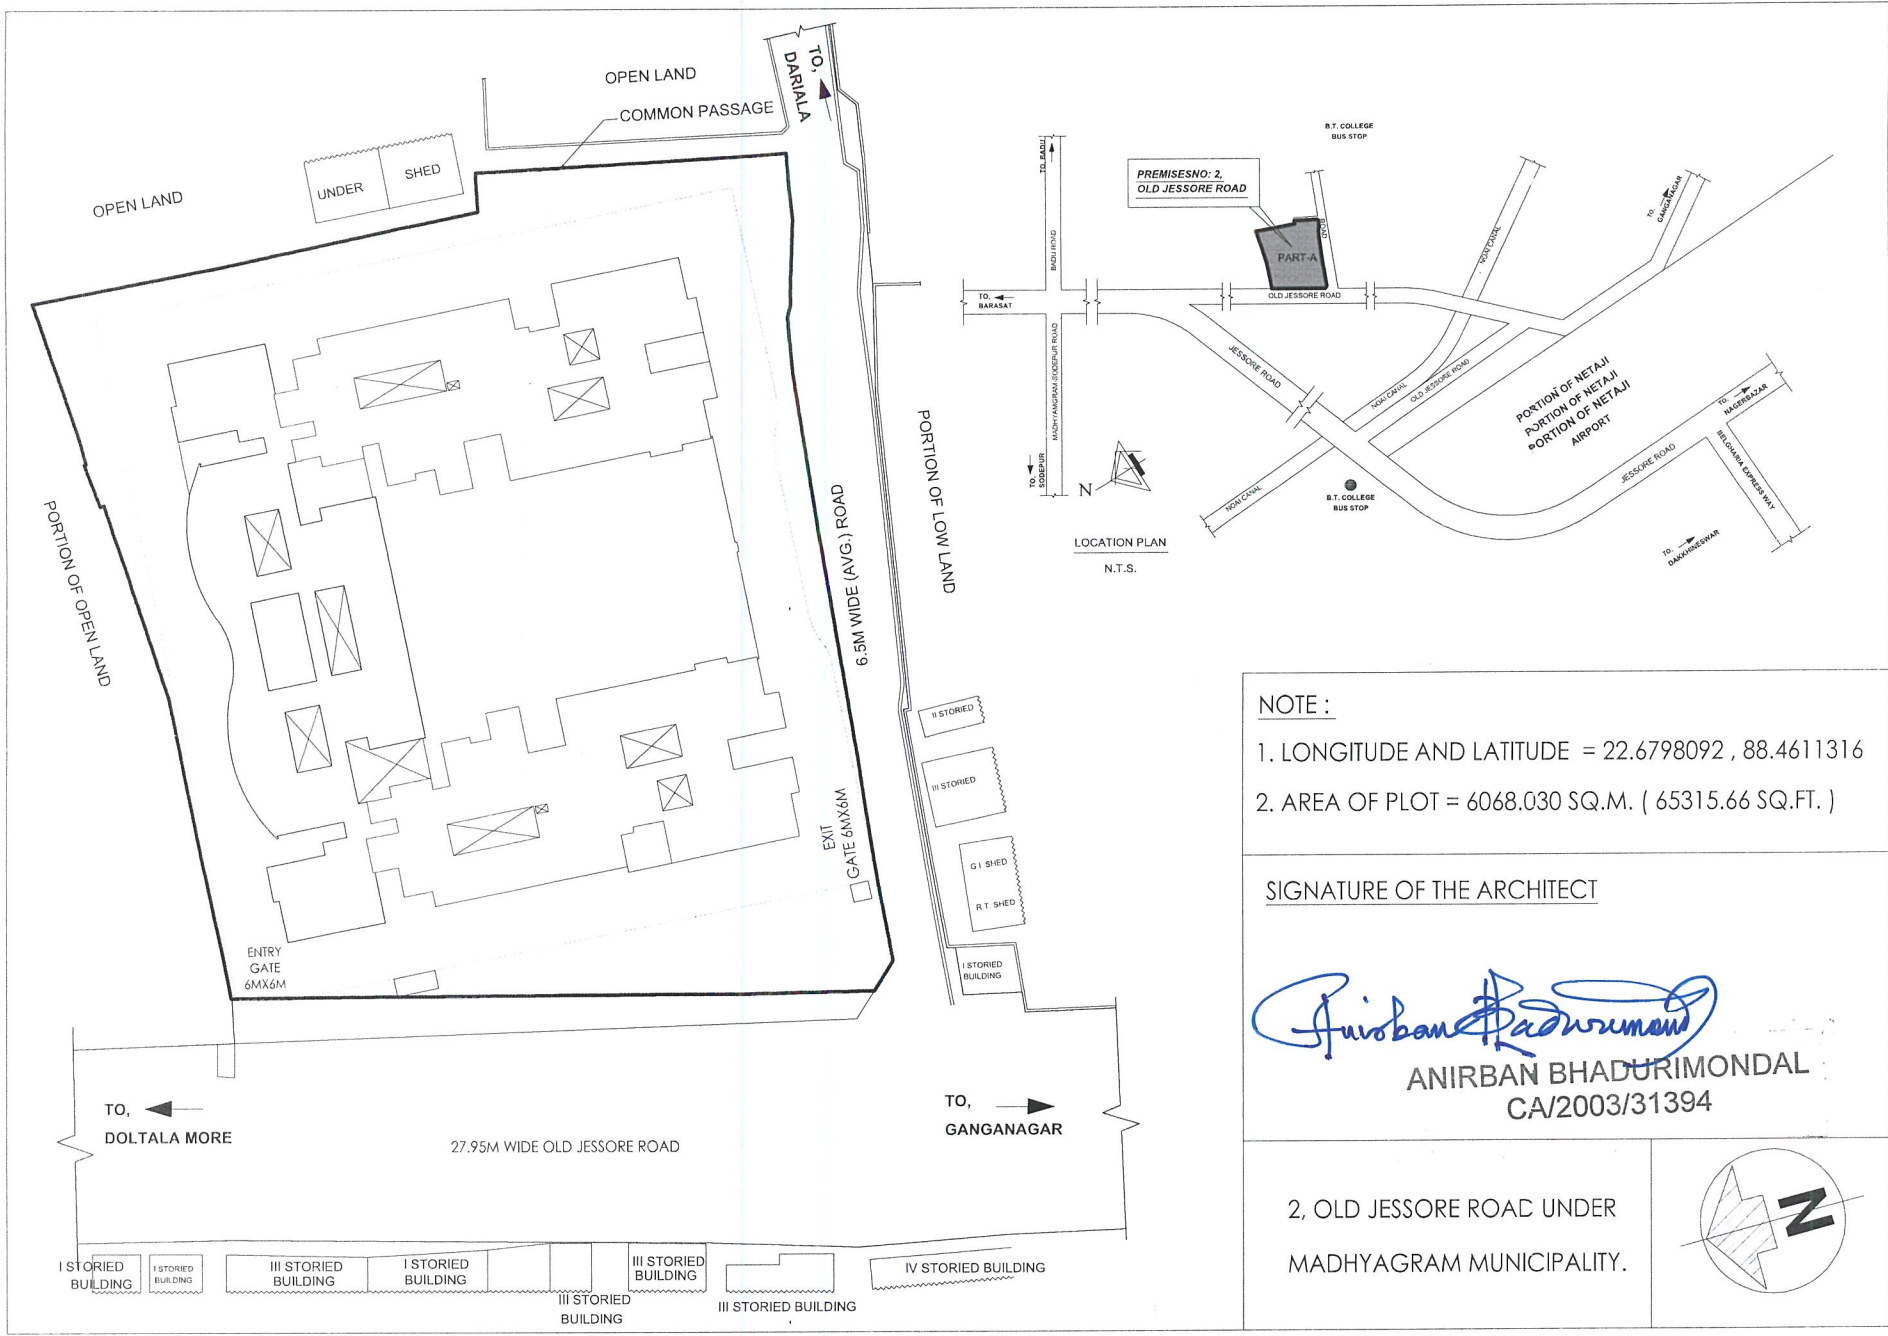 OPEN LAND
COMMON PASSAGE
TO,
DARIALA
OPEN LAND
UNDER
SHED
PORTION OF OPEN LAND
6.5M WIDE (AVG.) ROAD
PORTION OF LOW LAND
II STORIED
III STORIED
G.I SHED
R.T. SHED
I STORIED
BUILDING
EXIT
GATE 6MX6M
ENTRY
GATE
6MX6M
TO,
DOLTALA MORE
27.95M WIDE OLD JESSORE ROAD
TO,
GANGANAGAR
I STORIED
BUILDING
I STORIED
BUILDING
III STORIED
BUILDING
I STORIED
BUILDING
III STORIED
BUILDING
III STORIED
BUILDING
III STORIED BUILDING
IV STORIED BUILDING
B.T. COLLEGE
BUS STOP
PREMISESNO: 2,
OLD JESSORE ROAD
TO, BADU
BADU ROAD
ROAD
PART-A
OLD JESSORE ROAD
TO,
BARASAT
MADHYAMGRAM-SODEPUR ROAD
TO,
SODEPUR
N
LOCATION PLAN
N.T.S.
JESSORE ROAD
NOAI CANAL
NOAI CANAL
OLD JESSORE ROAD
NOAI CANAL
TO,
GANGANAGAR
PORTION OF NETAJI
PORTION OF NETAJI
PORTION OF NETAJI
AIRPORT
B.T. COLLEGE
BUS STOP
JESSORE ROAD
TO,
NAGERBAZAR
BELGHARIA EXPRESS WAY
TO,
DAKKHINESWAR
NOTE :
1. LONGITUDE AND LATITUDE = 22.6798092 , 88.4611316
2. AREA OF PLOT = 6068.030 SQ.M. ( 65315.66 SQ.FT. )
SIGNATURE OF THE ARCHITECT
Anirban Bhadurimondal
ANIRBAN BHADURIMONDAL
CA/2003/31394
2, OLD JESSORE ROAD UNDER
MADHYAGRAM MUNICIPALITY.
N